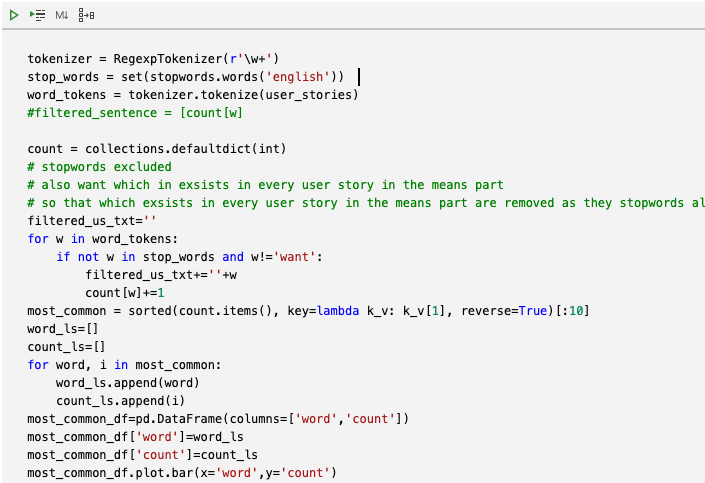 M↓
tokenizer = RegexpTokenizer(r'\w+')
stop_words = set(stopwords.words('english'))
word_tokens = tokenizer.tokenize(user_stories)
#filtered_sentence = [count[w]
count = collections.defaultdict(int)
# stopwords excluded
# also want which in exsists in every user story in the means part
# so that which exsists in every user story in the means part are removed as they stopwords al
filtered_us_txt=''
for w in word_tokens:
    if not w in stop_words and w!='want':
        filtered_us_txt+=''+w
        count[w]+=1
most_common = sorted(count.items(), key=lambda k_v: k_v[1], reverse=True)[:10]
word_ls=[]
count_ls=[]
for word, i in most_common:
    word_ls.append(word)
    count_ls.append(i)
most_common_df=pd.DataFrame(columns=['word','count'])
most_common_df['word']=word_ls
most_common_df['count']=count_ls
most_common_df.plot.bar(x='word',y='count')